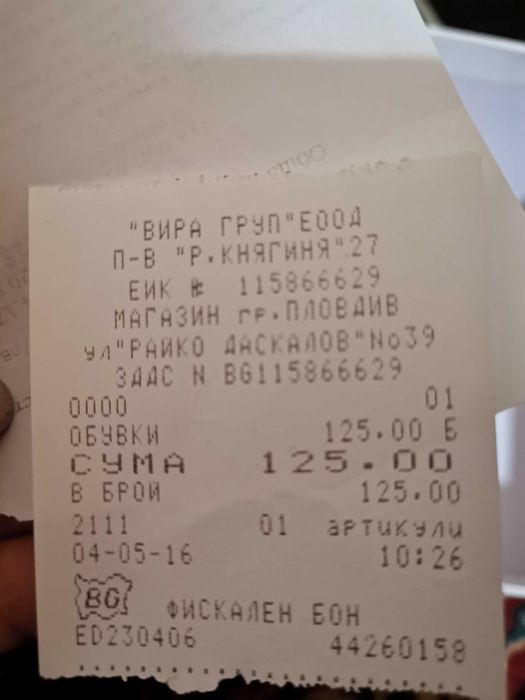 "ВИРА ГРУП"ЕООД
П-В "Р.КНЯГИНЯ".27
ЕИК № 115866629
МАГАЗИН гр.ПЛОВДИВ
ул"РАЙКО ДАСКАЛОВ"No39
ЗДДС N BG115866629
0000 01
ОБУВКИ 125.00 Б
СУМА 125.00
В БРОЙ 125.00
2111 01 артикули
04-05-16 10:26
BG ФИСКАЛЕН БОН
ED230406 44260158